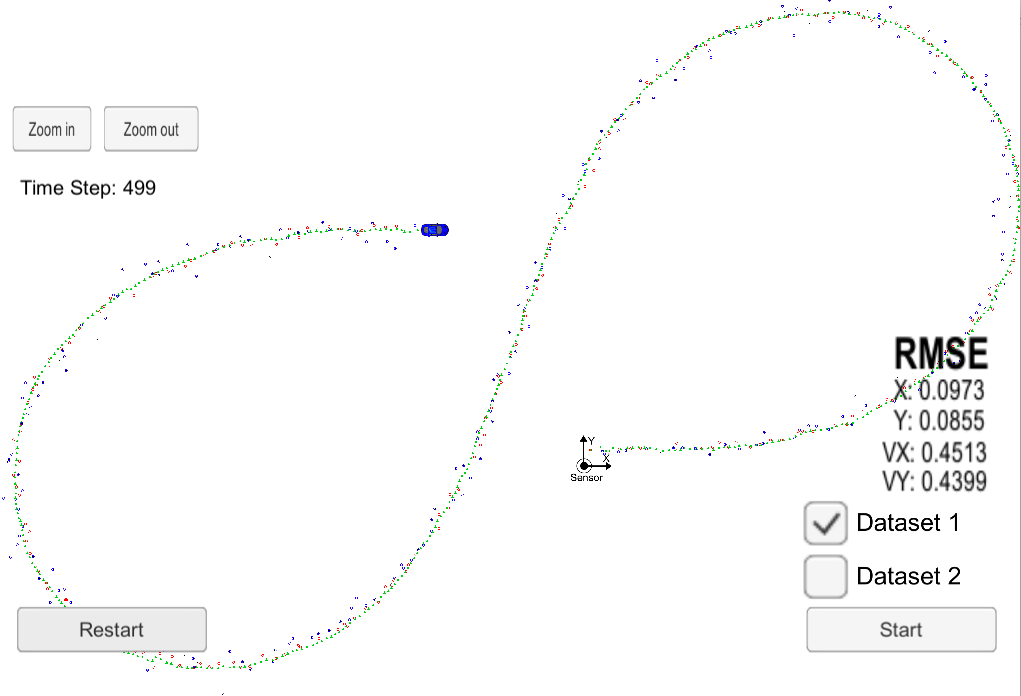 Zoom in
Zoom out
Time Step: 499
RMSE
X: 0.0973
Y: 0.0855
VX: 0.4513
VY: 0.4399
Y
X
Sensor
Dataset 1
Dataset 2
Restart
Start